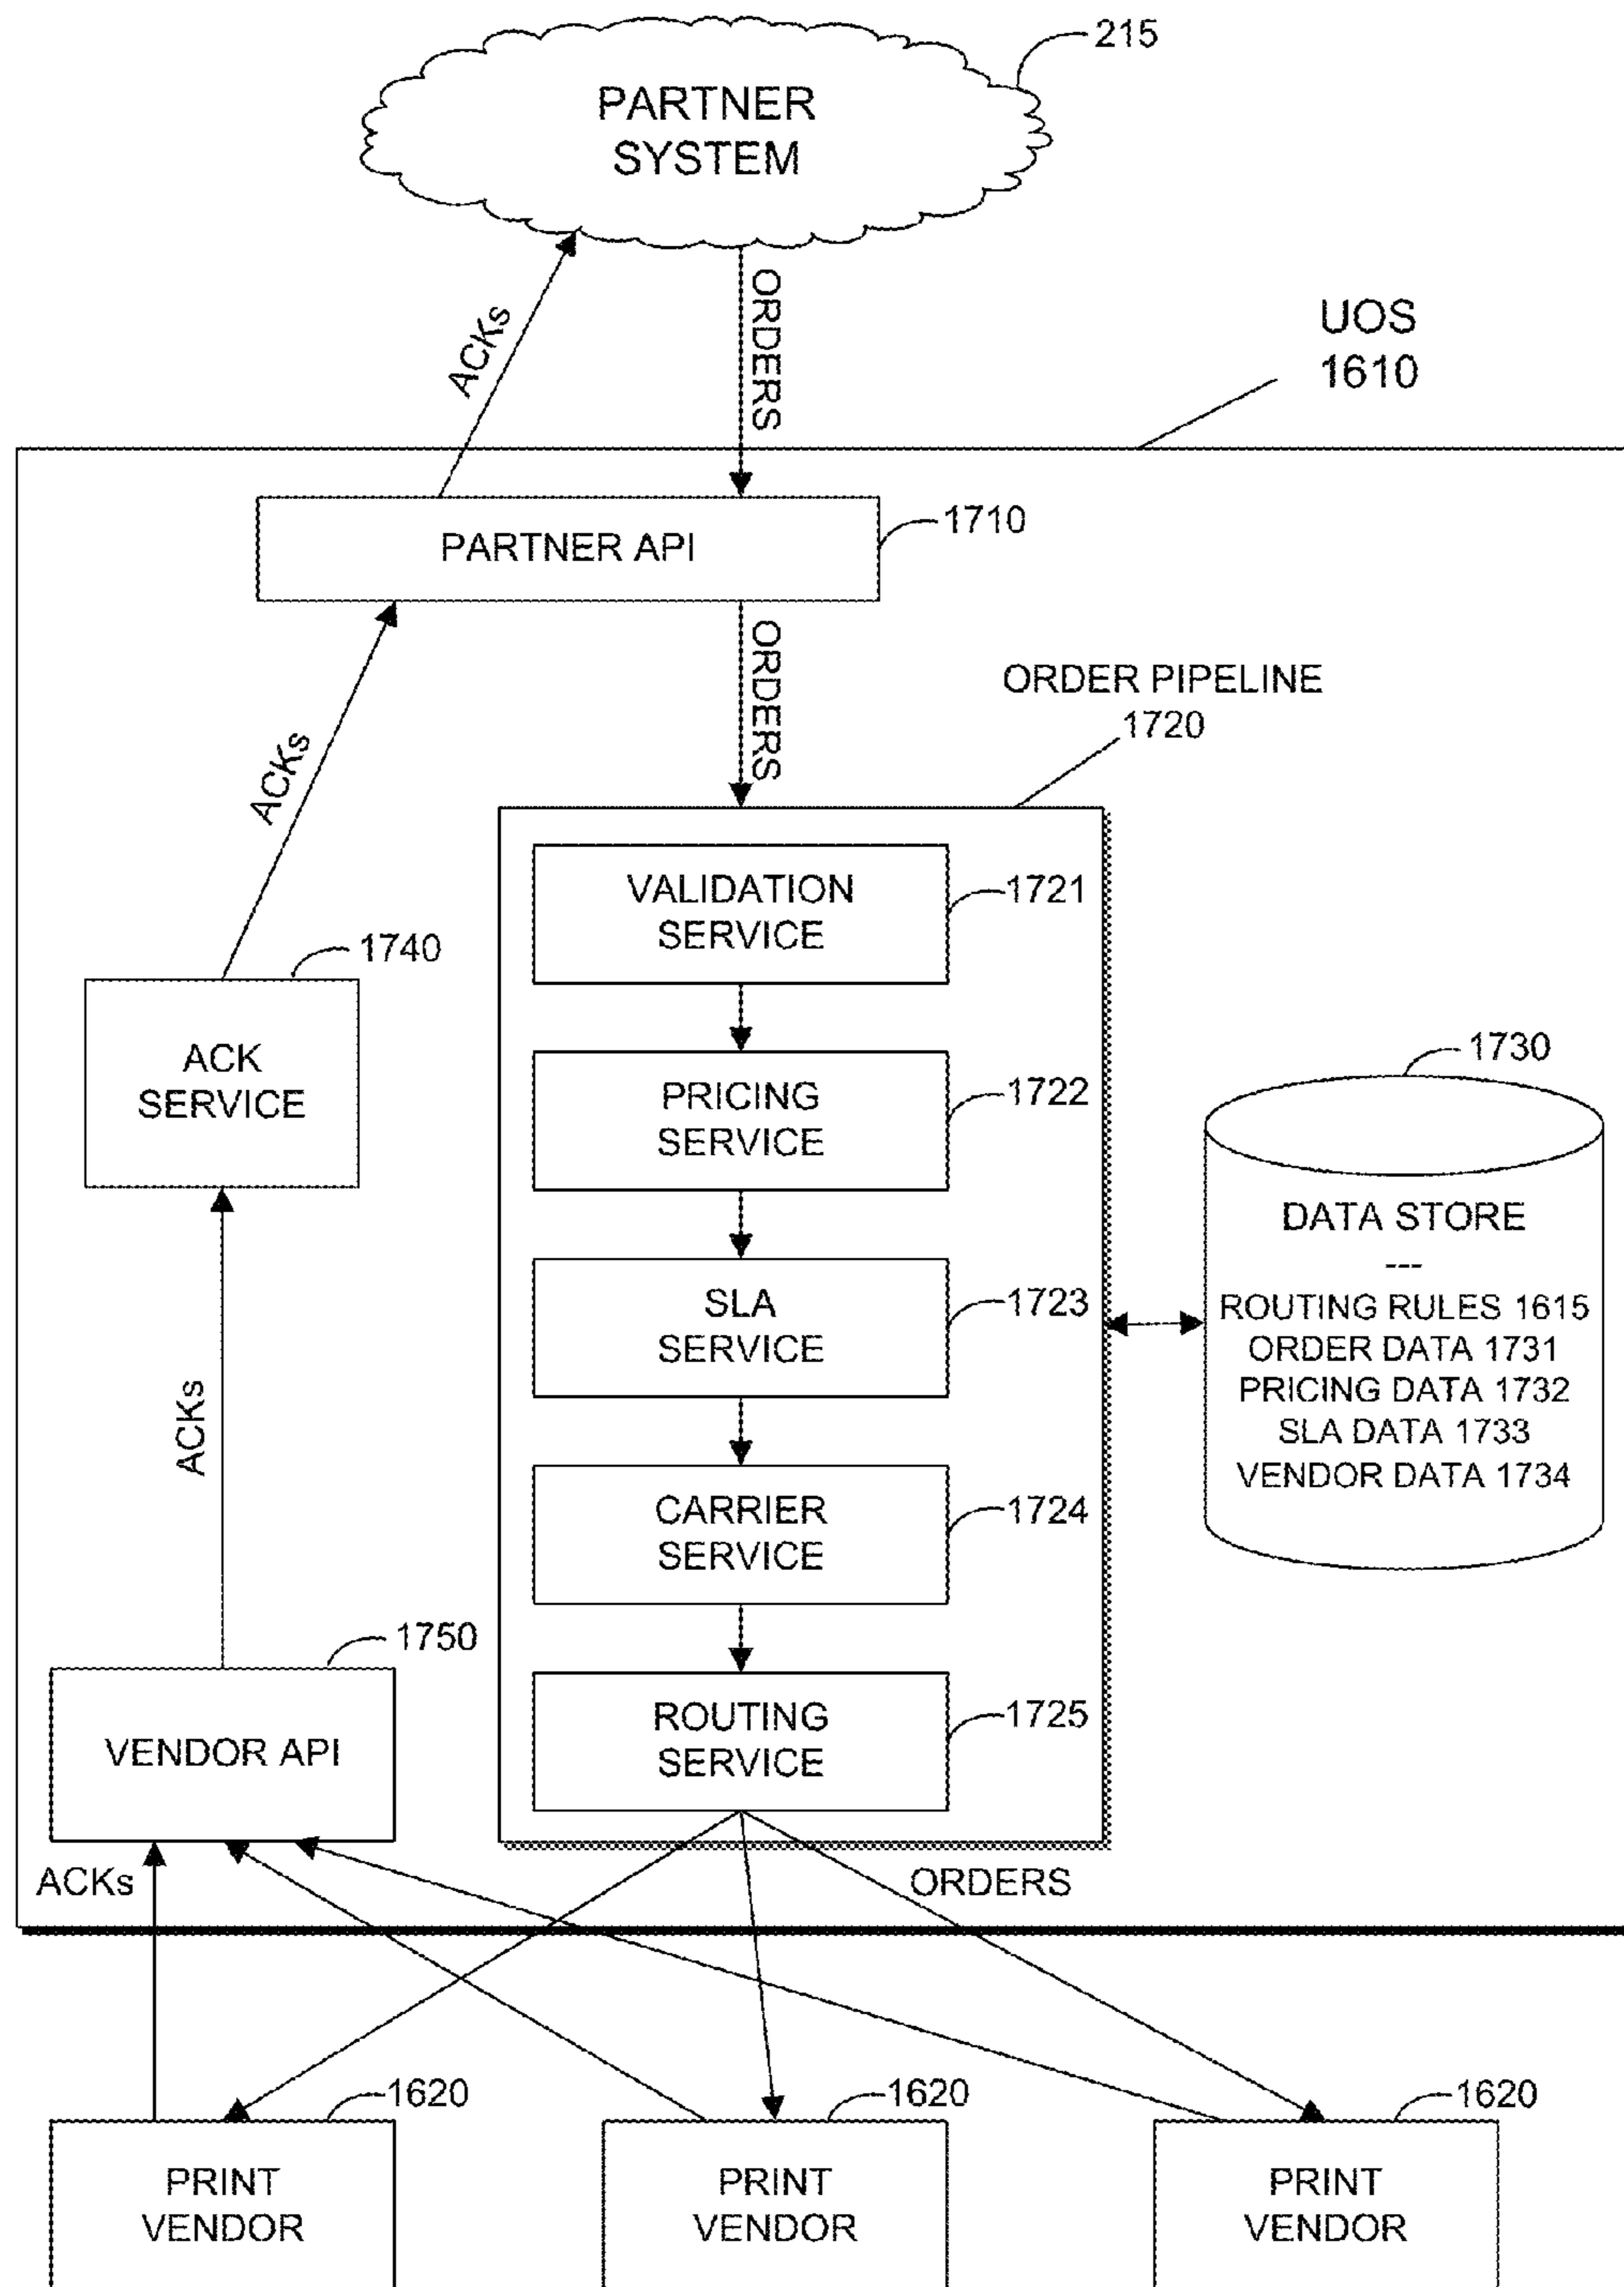 215
PARTNER
SYSTEM
ACKs
ORDERS
UOS
1610
PARTNER API
1710
ORDERS
ORDER PIPELINE
1720
ACKs
VALIDATION
SERVICE
1721
1740
ACK
SERVICE
PRICING
SERVICE
1722
1730
DATA STORE
---
ROUTING RULES 1615
ORDER DATA 1731
PRICING DATA 1732
SLA DATA 1733
VENDOR DATA 1734
SLA
SERVICE
1723
ACKs
CARRIER
SERVICE
1724
1750
VENDOR API
ROUTING
SERVICE
1725
ACKs
ORDERS
1620
1620
1620
PRINT
VENDOR
PRINT
VENDOR
PRINT
VENDOR